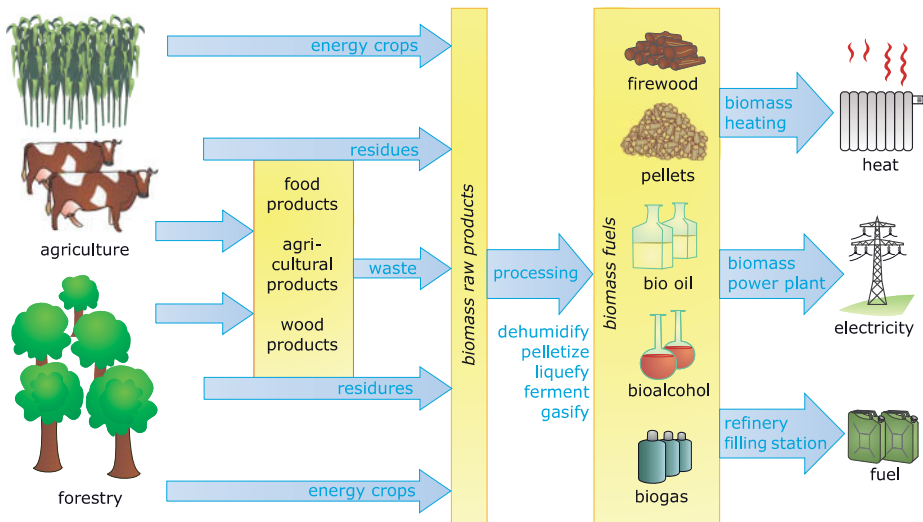 energy crops
residues
food
products
agri-
cultural
products
wood
products
agriculture
waste
forestry
residures
energy crops
biomass raw products
processing
dehumidify
pelletize
liquefy
ferment
gasify
biomass fuels
firewood
pellets
bio oil
bioalcohol
biogas
biomass
heating
heat
biomass
power plant
electricity
refinery
filling station
fuel